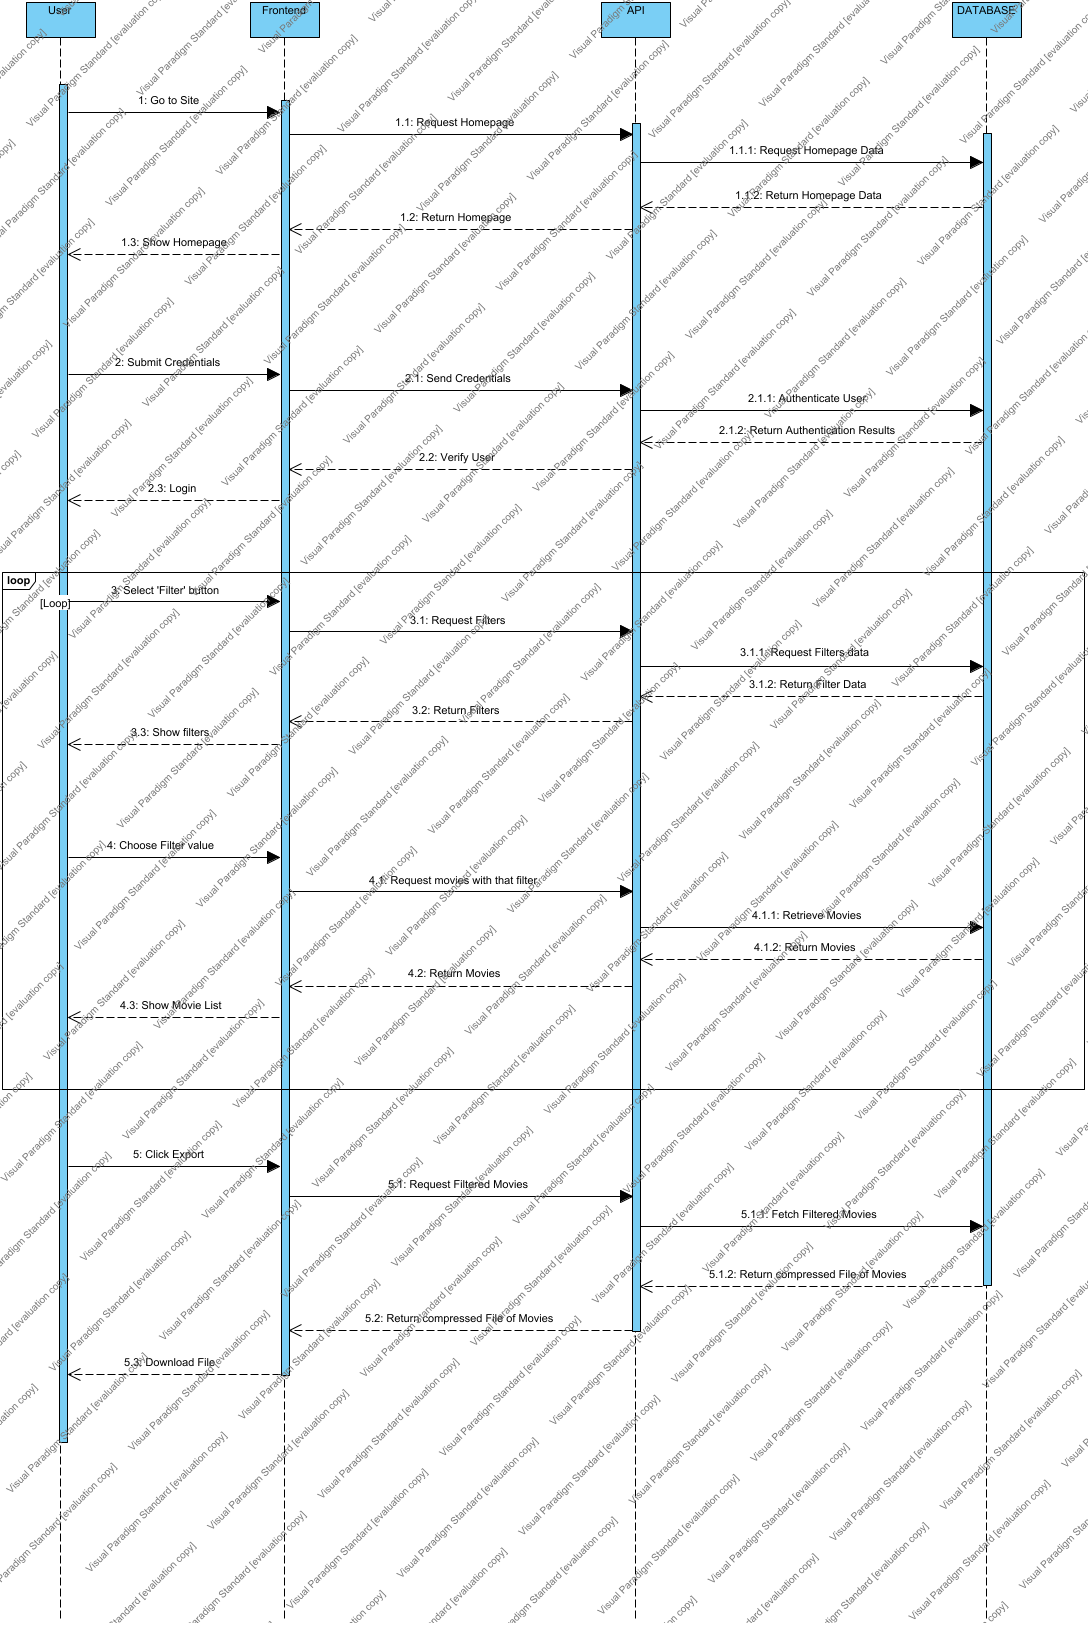 User
Frontend
API
DATABASE
1: Go to Site
1.1: Request Homepage
1.1.1: Request Homepage Data
1.1.2: Return Homepage Data
1.2: Return Homepage
1.3: Show Homepage
2: Submit Credentials
2.1: Send Credentials
2.1.1: Authenticate User
2.1.2: Return Authentication Results
2.2: Verify User
2.3: Login
loop
3: Select 'Filter' button
[Loop]
3.1: Request Filters
3.1.1: Request Filters data
3.1.2: Return Filter Data
3.2: Return Filters
3.3: Show filters
4: Choose Filter value
4.1: Request movies with that filter
4.1.1: Retrieve Movies
4.1.2: Return Movies
4.2: Return Movies
4.3: Show Movie List
5: Click Export
5.1: Request Filtered Movies
5.1.1: Fetch Filtered Movies
5.1.2: Return compressed File of Movies
5.2: Return compressed File of Movies
5.3: Download File
Visual Paradigm Standard [evaluation copy]